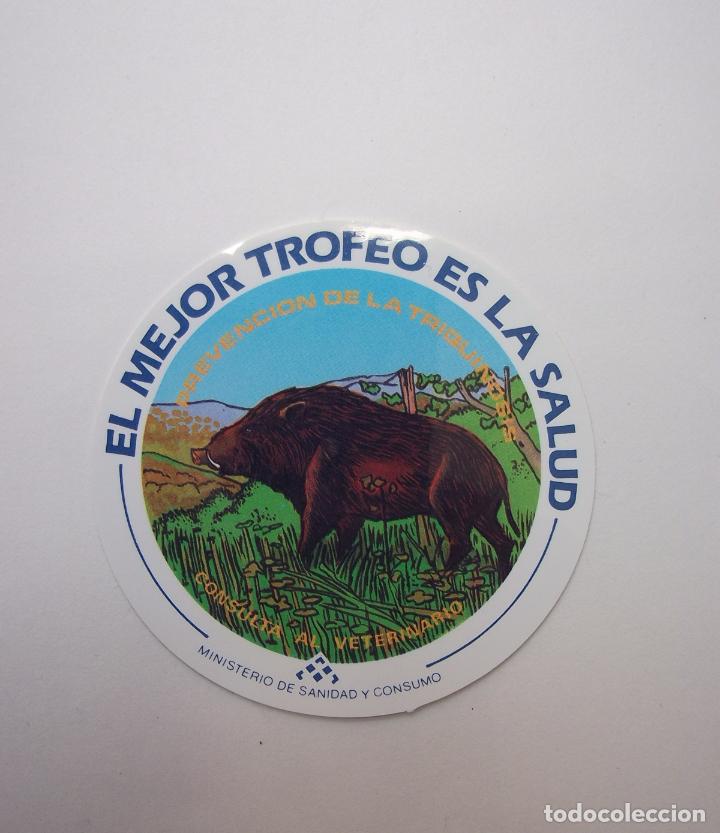 EL MEJOR TROFEO ES LA SALUD
PREVENCION DE LA TRIQUINOSIS
CONSULTA AL VETERINARIO
MINISTERIO DE SANIDAD Y CONSUMO
todocoleccion